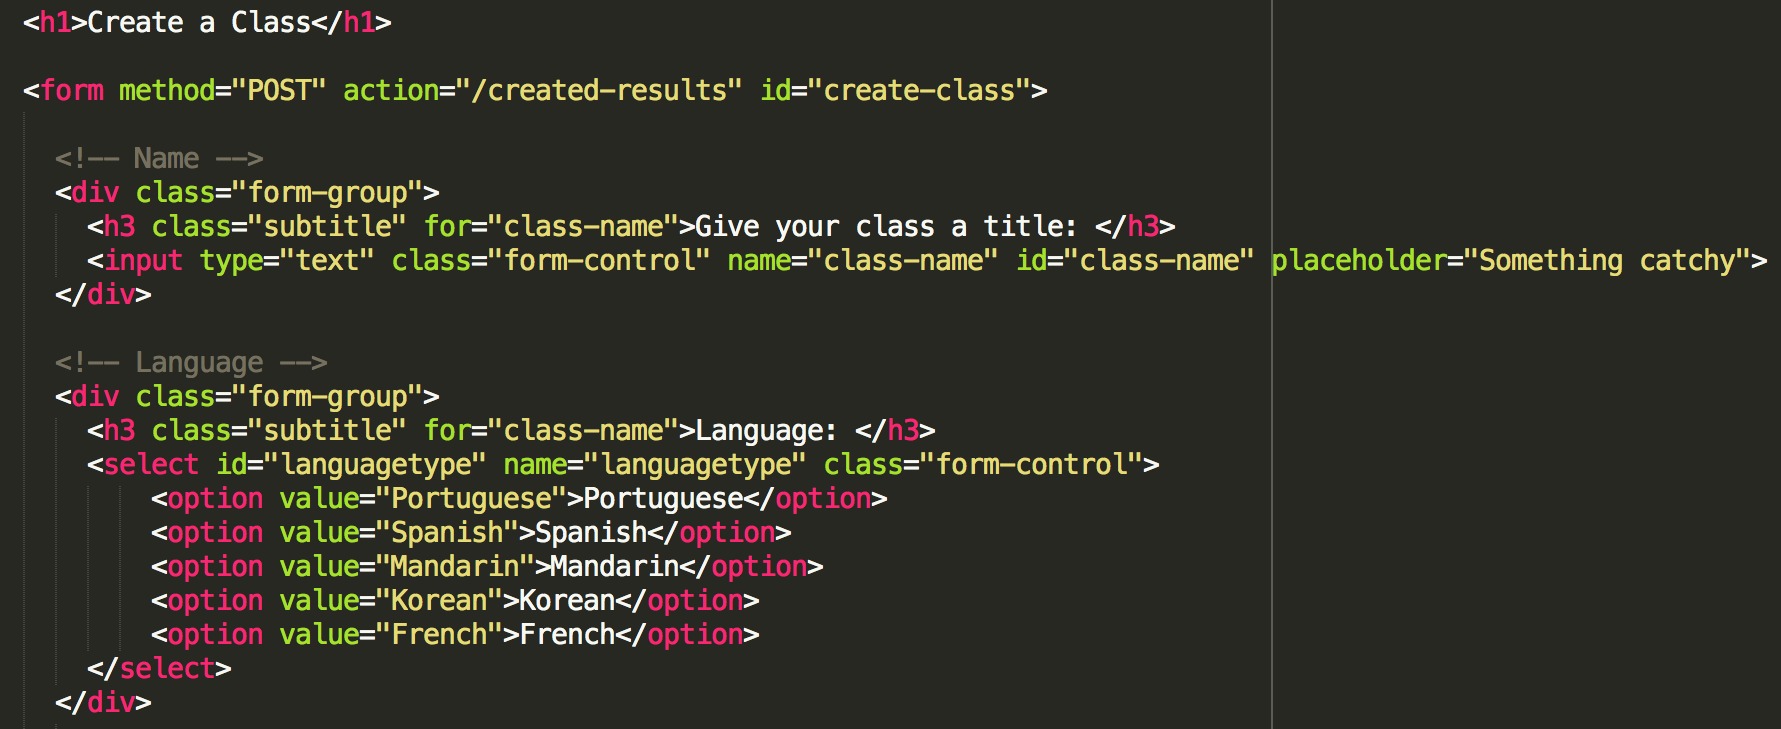 <h1>Create a Class</h1>
<form method="POST" action="/created-results" id="create-class">
<!-- Name -->
<div class="form-group">
<h3 class="subtitle" for="class-name">Give your class a title: </h3>
<input type="text" class="form-control" name="class-name" id="class-name" placeholder="Something catchy">
</div>
<!-- Language -->
<div class="form-group">
<h3 class="subtitle" for="class-name">Language: </h3>
<select id="languagetype" name="languagetype" class="form-control">
<option value="Portuguese">Portuguese</option>
<option value="Spanish">Spanish</option>
<option value="Mandarin">Mandarin</option>
<option value="Korean">Korean</option>
<option value="French">French</option>
</select>
</div>